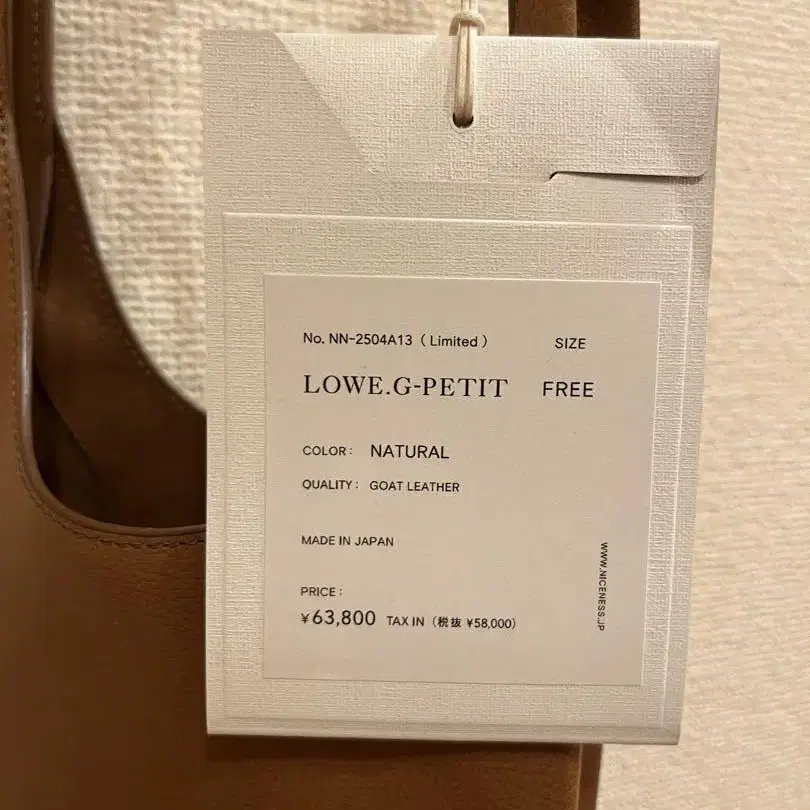 No. NN-2504A13 ( Limited ) SIZE
LOWE.G-PETIT FREE
COLOR : NATURAL
QUALITY : GOAT LEATHER
MADE IN JAPAN
PRICE :
¥63,800 TAX IN (税抜 ¥58,000)
WWW.NICENESS.JP